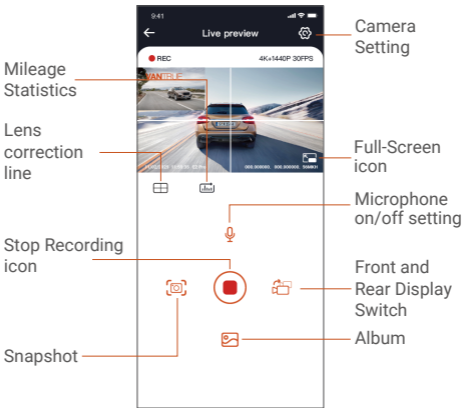 9:41
Live preview
Camera
Setting
REC
4K+1440P 30FPS
VANTRUE
Mileage
Statistics
Lens
correction
line
Full-Screen
icon
Microphone
on/off setting
Stop Recording
icon
Front and
Rear Display
Switch
Snapshot
Album